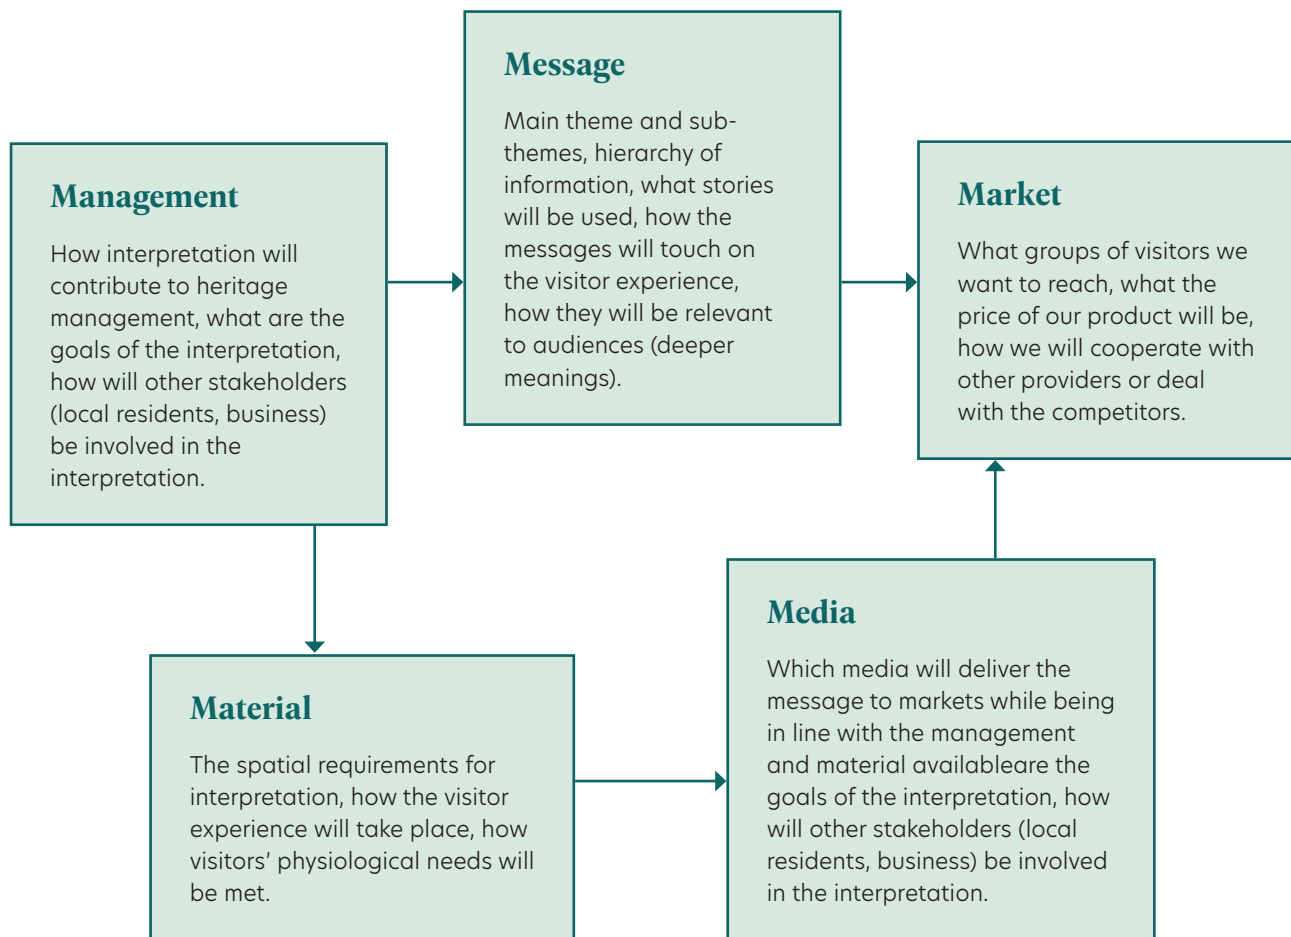 Management
How interpretation will
contribute to heritage
management, what are the
goals of the interpretation,
how will other stakeholders
(local residents, business)
be involved in the
interpretation.
Message
Main theme and sub-
themes, hierarchy of
information, what stories
will be used, how the
messages will touch on
the visitor experience,
how they will be relevant
to audiences (deeper
meanings).
Market
What groups of visitors we
want to reach, what the
price of our product will be,
how we will cooperate with
other providers or deal
with the competitors.
Material
The spatial requirements for
interpretation, how the visitor
experience will take place, how
visitors’ physiological needs will
be met.
Media
Which media will deliver the
message to markets while being
in line with the management
and material availableare the
goals of the interpretation, how
will other stakeholders (local
residents, business) be involved
in the interpretation.